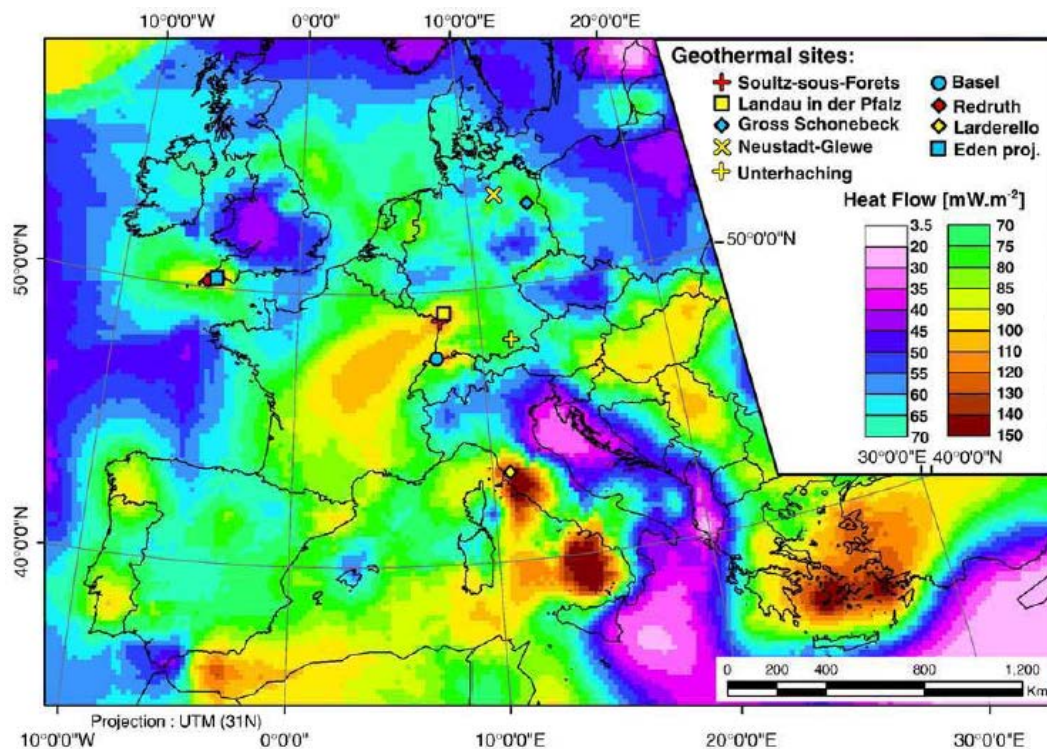 10°0'0"W 0°0'0" 10°0'0"E 20°0'0"E
Geothermal sites:
Soultz-sous-Forets
Landau in der Pfalz
Gross Schonebeck
Neustadt-Glewe
Unterhaching
Basel
Redruth
Larderello
Eden proj.
Heat Flow [mW.m-2]
3.5
20
30
35
40
45
50
55
60
65
70
70
75
80
85
90
100
110
120
130
140
150
50°0'0"N
50°0'0"N
30°0'0"E 40°0'0"N
40°0'0"N
0 200 400 800 1,200
Km
Projection : UTM (31N)
10°0'0"W 0°0'0"E 10°0'0"E 20°0'0"E 30°0'0"E